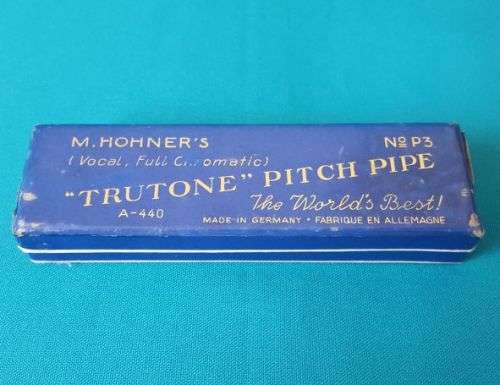 M. HOHNER'S Nº P3.
(Vocal, Full Chromatic)
"TRUTONE" PITCH PIPE
A-440 The World's Best!
MADE IN GERMANY • FABRIQUE EN ALLEMAGNE